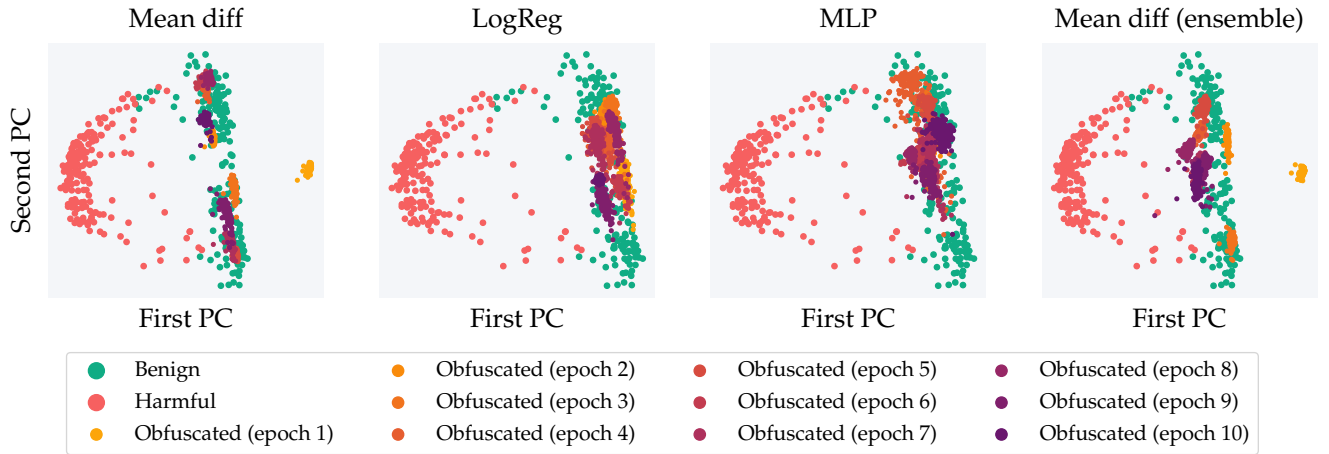 Mean diff
LogReg
MLP
Mean diff (ensemble)
Second PC
First PC
First PC
First PC
First PC
Benign
Harmful
Obfuscated (epoch 1)
Obfuscated (epoch 2)
Obfuscated (epoch 3)
Obfuscated (epoch 4)
Obfuscated (epoch 5)
Obfuscated (epoch 6)
Obfuscated (epoch 7)
Obfuscated (epoch 8)
Obfuscated (epoch 9)
Obfuscated (epoch 10)